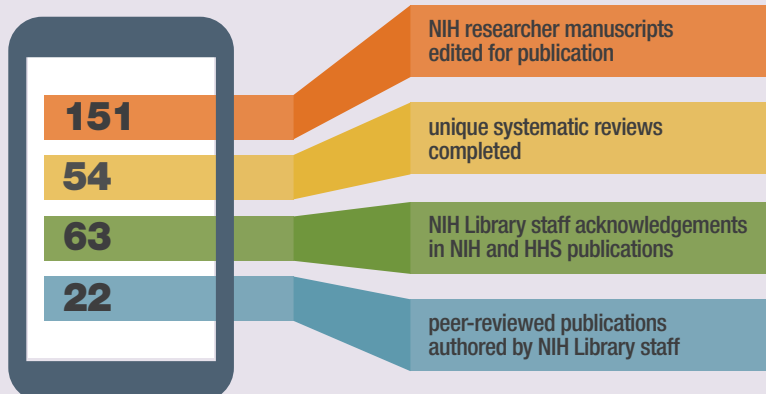 151
NIH researcher manuscripts
edited for publication
54
unique systematic reviews
completed
63
NIH Library staff acknowledgements
in NIH and HHS publications
22
peer-reviewed publications
authored by NIH Library staff